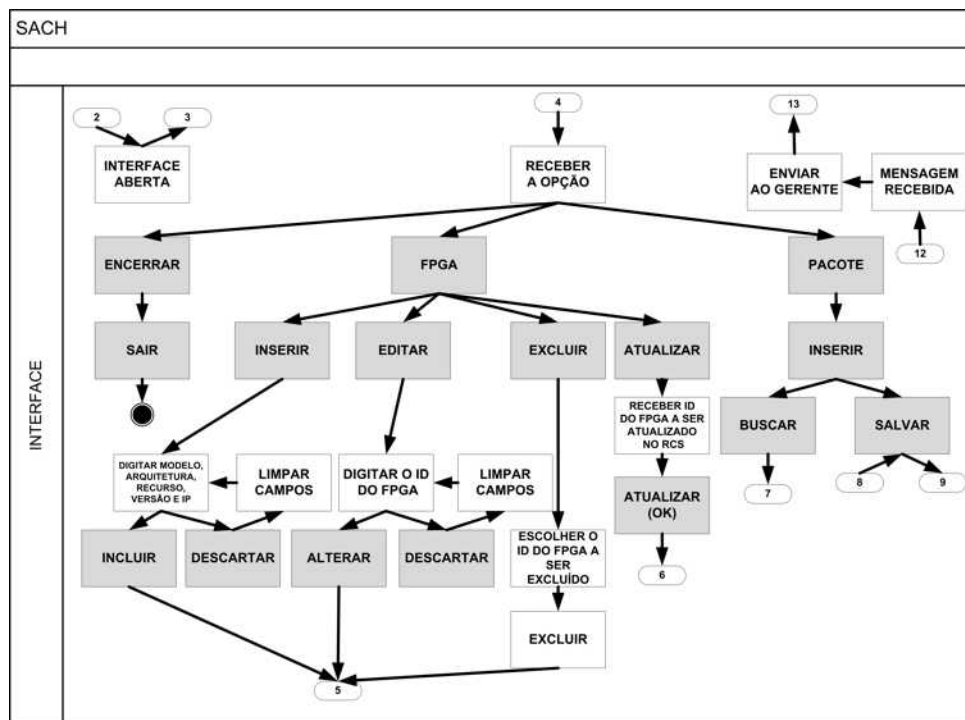 SACH
INTERFACE
2
3
4
13
INTERFACE
ABERTA
RECEBER
A OPÇÃO
ENVIAR
AO GERENTE
MENSAGEM
RECEBIDA
12
ENCERRAR
FPGA
PACOTE
SAIR
INSERIR
EDITAR
EXCLUIR
ATUALIZAR
INSERIR
RECEBER ID
DO FPGA A SER
ATUALIZADO
NO RCS
BUSCAR
SALVAR
DIGITAR MODELO,
ARQUITETURA,
RECURSO,
VERSÃO E IP
LIMPAR
CAMPOS
DIGITAR O ID
DO FPGA
LIMPAR
CAMPOS
ATUALIZAR
(OK)
7
8
9
INCLUIR
DESCARTAR
ALTERAR
DESCARTAR
ESCOLHER O
ID DO FPGA A
SER
EXCLUÍDO
6
EXCLUIR
5